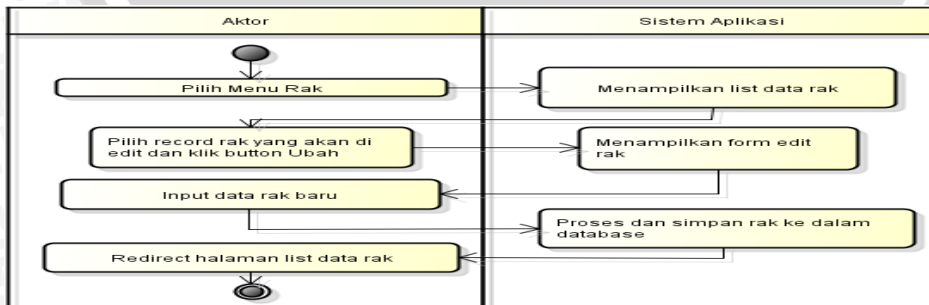 Aktor
Sistem Aplikasi
Pilih Menu Rak
Menampilkan list data rak
Pilih record rak yang akan di
edit dan klik button Ubah
Menampilkan form edit
rak
Input data rak baru
Proses dan simpan rak ke dalam
database
Redirect halaman list data rak